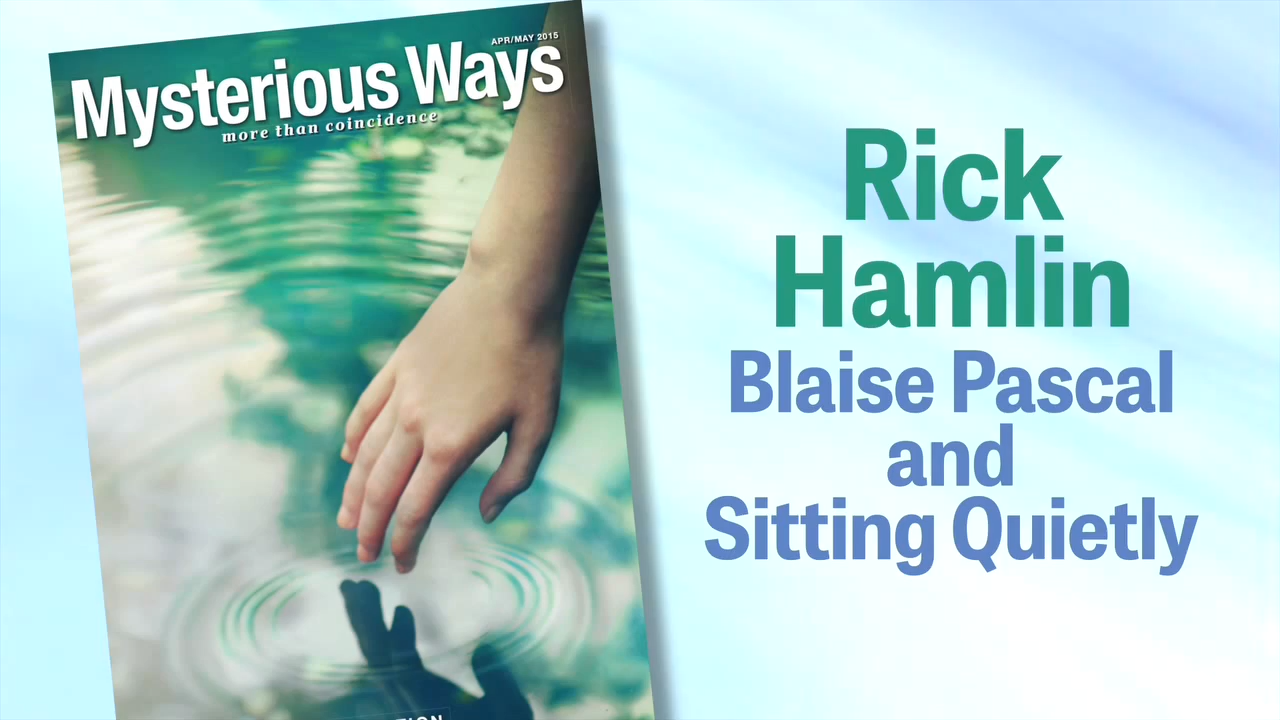 APR/MAY 2015
Mysterious Ways
more than coincidence
Rick
Hamlin
Blaise Pascal
and
Sitting Quietly